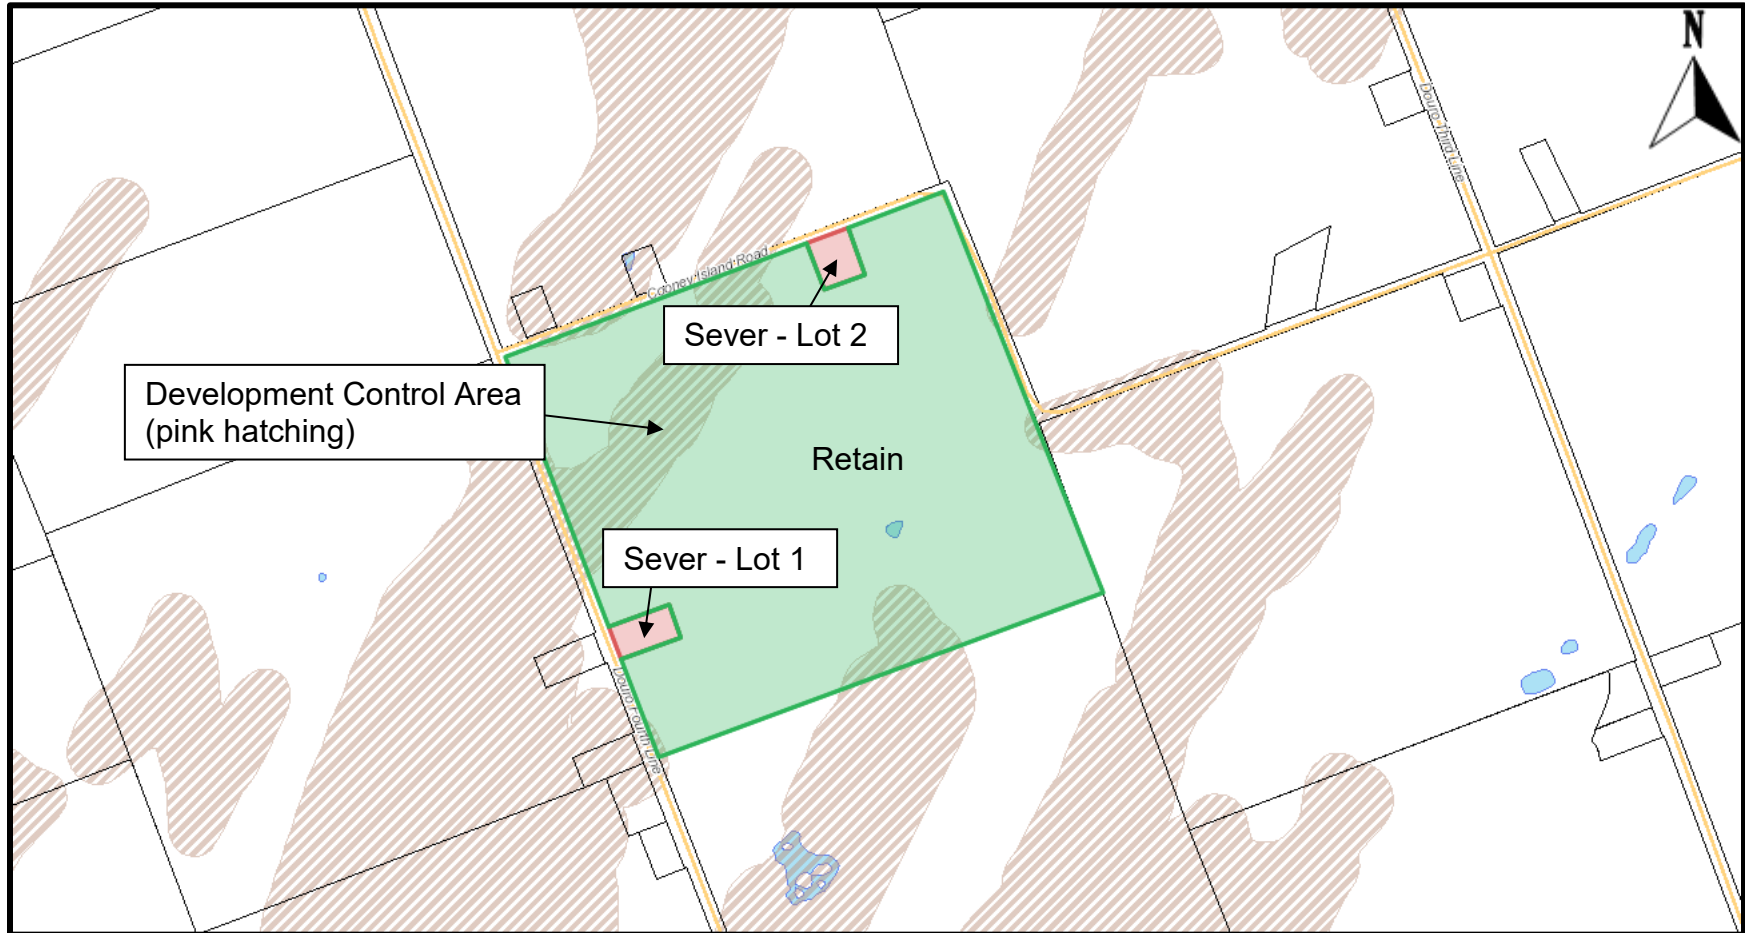 N
Douro Third Line
Cooney Island Road
Sever - Lot 2
Development Control Area
(pink hatching)
Retain
Sever - Lot 1
Douro Fourth Line